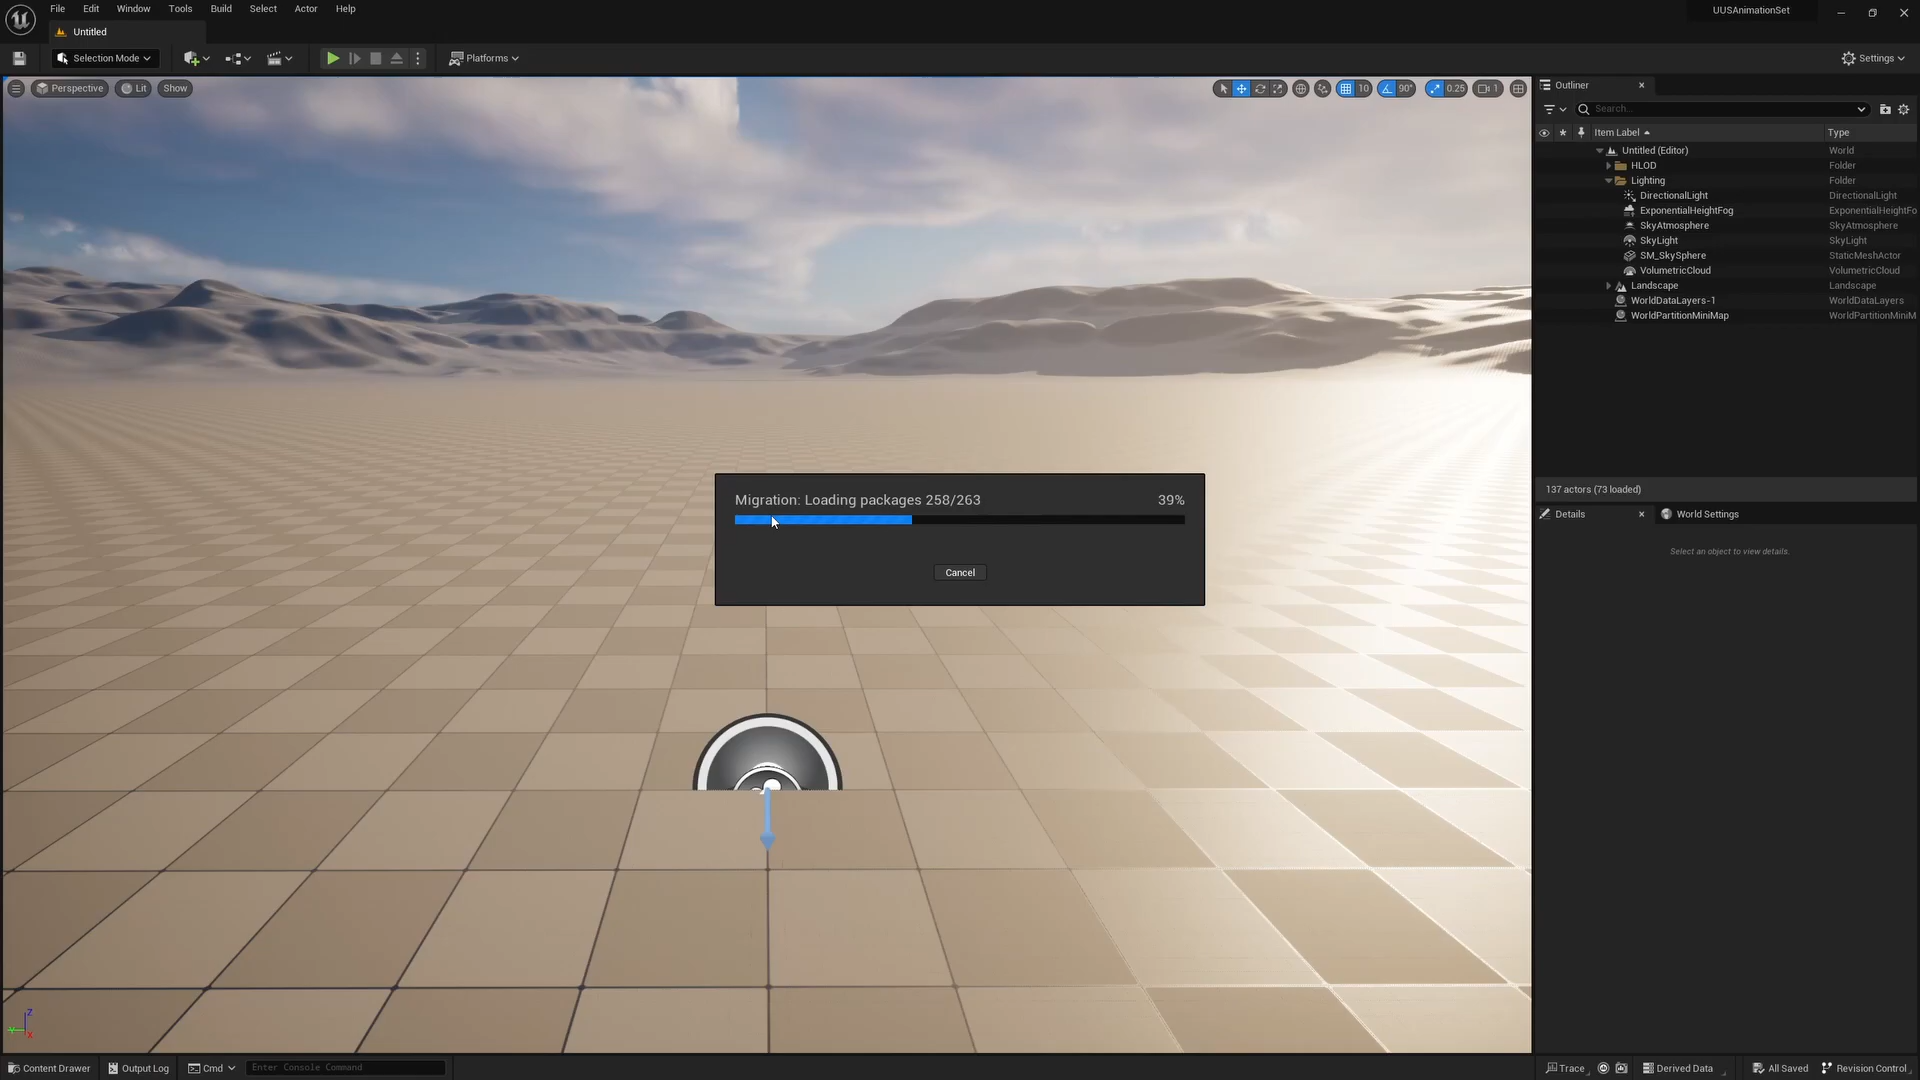 File Edit Window Tools Build Select Actor Help
UUSAnimationSet
Untitled
Selection Mode
Platforms
Settings
Perspective Lit Show
10 90° 0.25 1
Outliner
Search...
Item Label Type
Untitled (Editor) World
HLOD Folder
Lighting Folder
DirectionalLight DirectionalLight
ExponentialHeightFog ExponentialHeightFo
SkyAtmosphere SkyAtmosphere
SkyLight SkyLight
SM_SkySphere StaticMeshActor
VolumetricCloud VolumetricCloud
Landscape Landscape
WorldDataLayers-1 WorldDataLayers
WorldPartitionMiniMap WorldPartitionMiniM
137 actors (73 loaded)
Details World Settings
Select an object to view details.
Migration: Loading packages 258/263 39%
Cancel
Z
Y
X
Content Drawer Output Log Cmd Enter Console Command
Trace Derived Data All Saved Revision Control